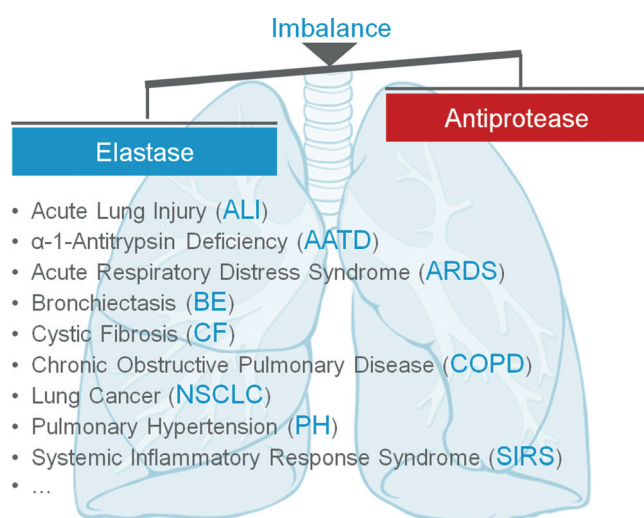 Imbalance
Antiprotease
Elastase
• Acute Lung Injury (ALI)
• α-1-Antitrypsin Deficiency (AATD)
• Acute Respiratory Distress Syndrome (ARDS)
• Bronchiectasis (BE)
• Cystic Fibrosis (CF)
• Chronic Obstructive Pulmonary Disease (COPD)
• Lung Cancer (NSCLC)
• Pulmonary Hypertension (PH)
• Systemic Inflammatory Response Syndrome (SIRS)
• ...